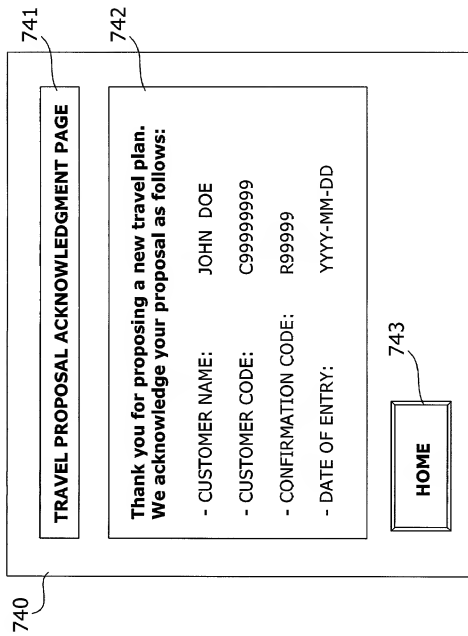 740
TRAVEL PROPOSAL ACKNOWLEDGMENT PAGE
741
Thank you for proposing a new travel plan.
We acknowledge your proposal as follows:
742
- CUSTOMER NAME: JOHN DOE
- CUSTOMER CODE: C99999999
- CONFIRMATION CODE: R99999
- DATE OF ENTRY: YYYY-MM-DD
HOME
743